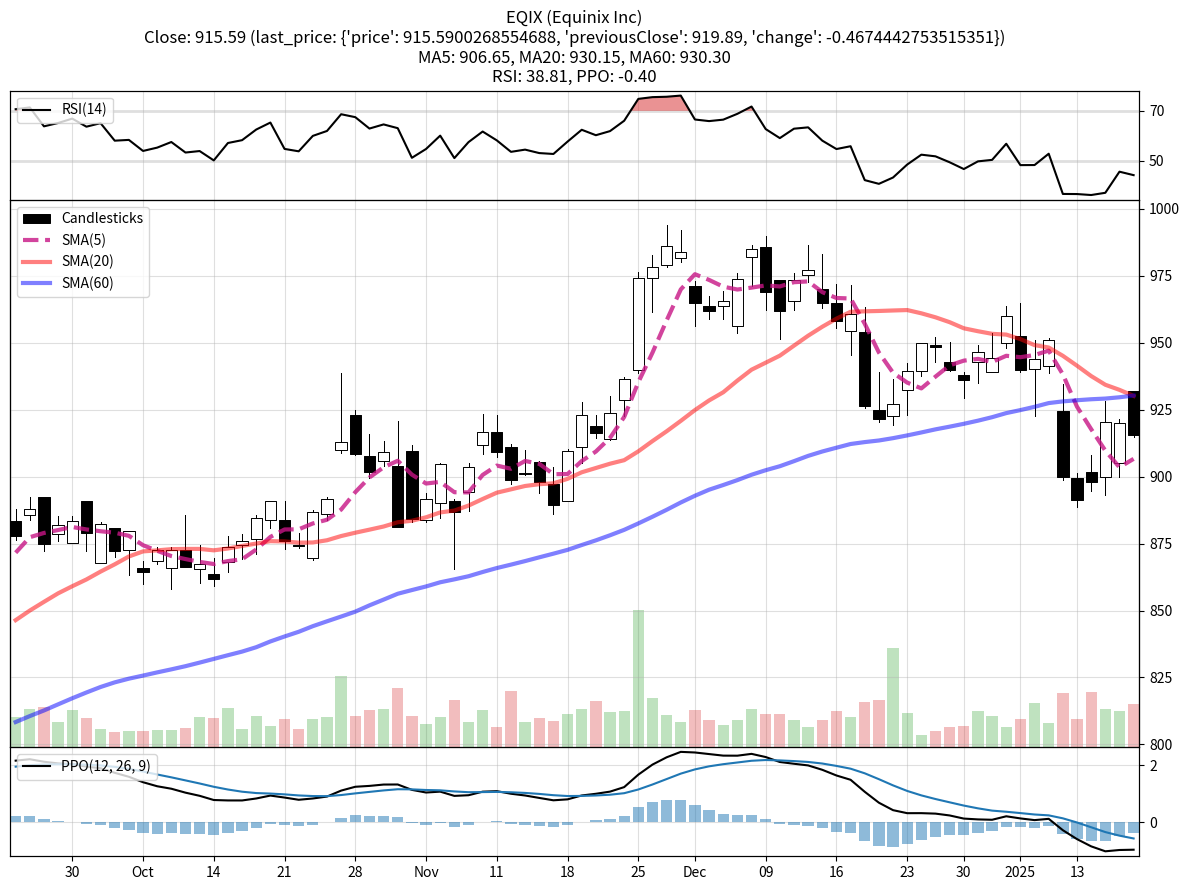 EQIX (Equinix Inc)
Close: 915.59 (last_price: {'price': 915.5900268554688, 'previousClose': 919.89, 'change': -0.4674442753515351})
MA5: 906.65, MA20: 930.15, MA60: 930.30
RSI: 38.81, PPO: -0.40
RSI(14)
70
50
Candlesticks
SMA(5)
SMA(20)
SMA(60)
1000
975
950
925
900
875
850
825
800
PPO(12, 26, 9)
2
0
30 Oct 14 21 28 Nov 11 18 25 Dec 09 16 23 30 2025 13